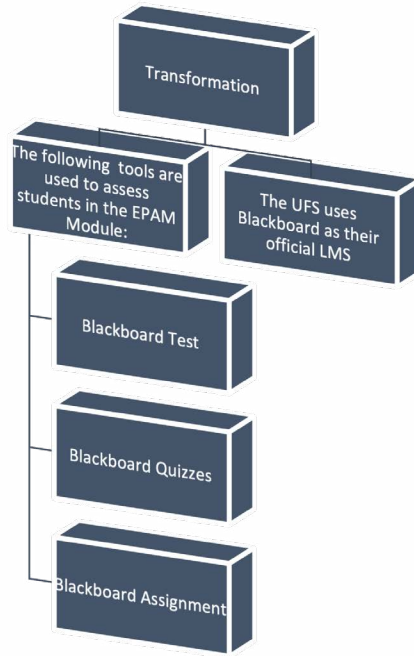 Transformation
The following tools are
used to assess
students in the EPAM
Module:
The UFS uses
Blackboard as their
official LMS
Blackboard Test
Blackboard Quizzes
Blackboard Assignment